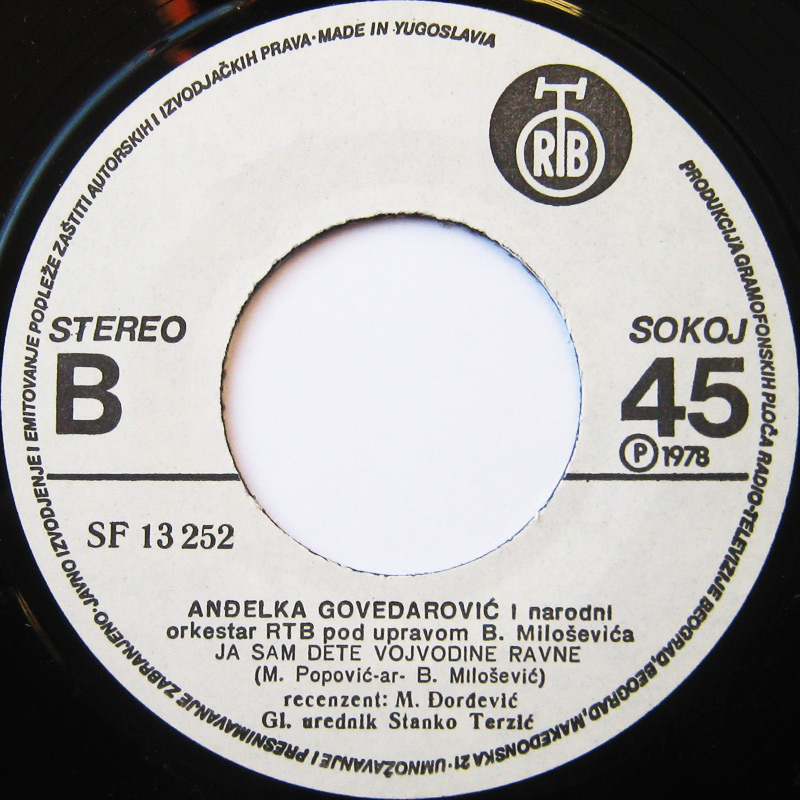 PRODUKCIJA GRAMOFONSKIH PLOČA RADIO-TELEVIZIJE BEOGRAD, BEOGRAD, MAKEDONSKA 21 · UMNOŽAVANJE I PRESNIMAVANJE ZABRANJENO · JAVNO IZVODJENJE I EMITOVANJE PODLEŽE ZAŠTITI AUTORSKIH I IZVODJAČKIH PRAVA · MADE IN YUGOSLAVIA
RTB
STEREO
B
SOKOJ
45
℗ 1978
SF 13 252
ANĐELKA GOVEDAROVIĆ i narodni
orkestar RTB pod upravom B. Miloševića
JA SAM DETE VOJVODINE RAVNE
(M. Popović-ar- B. Milošević)
recenzent: M. Đorđević
Gl. urednik Stanko Terzić